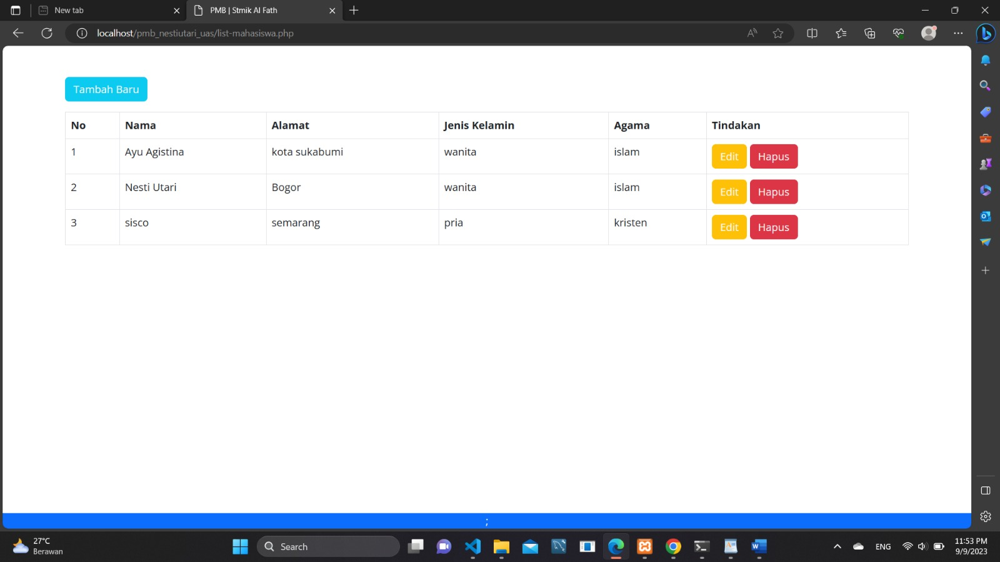 New tab
PMB | Stmik Al Fath
localhost/pmb_nestiutari_uas/list-mahasiswa.php
Tambah Baru
No Nama Alamat Jenis Kelamin Agama Tindakan
1 Ayu Agistina kota sukabumi wanita islam Edit Hapus
2 Nesti Utari Bogor wanita islam Edit Hapus
3 sisco semarang pria kristen Edit Hapus
;
27°C
Berawan
Search
ENG
11:53 PM
9/9/2023